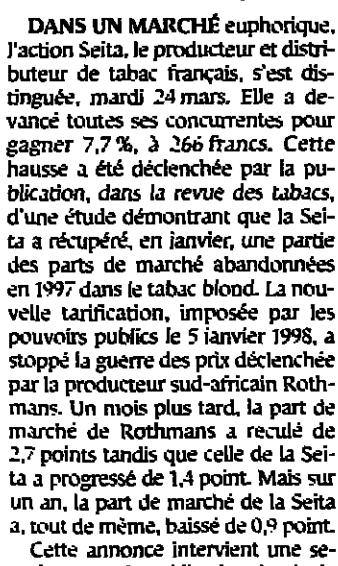 DANS UN MARCHÉ euphorique,
l'action Seita, le producteur et distri-
buteur de tabac français, s'est dis-
tinguée, mardi 24 mars. Elle a de-
vancé toutes ses concurrentes pour
gagner 7,7 %, à 266 francs. Cette
hausse a été déclenchée par la pu-
blication, dans la revue des tabacs,
d'une étude démontrant que la Sei-
ta a récupéré, en janvier, une partie
des parts de marché abandonnées
en 1997 dans le tabac blond. La nou-
velle tarification, imposée par les
pouvoirs publics le 5 janvier 1998, a
stoppé la guerre des prix déclenchée
par la producteur sud-africain Roth-
mans. Un mois plus tard, la part de
marché de Rothmans a reculé de
2,7 points tandis que celle de la Sei-
ta a progressé de 1,4 point. Mais sur
un an, la part de marché de la Seita
a, tout de même, baissé de 0,9 point.
Cette annonce intervient une se-